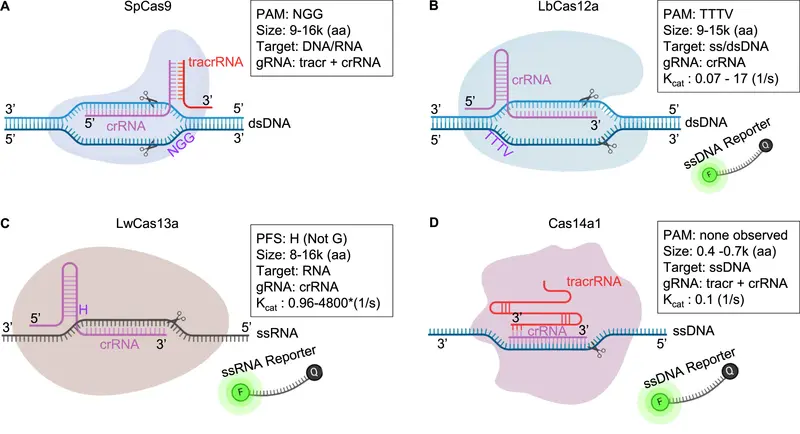 A
SpCas9
PAM: NGG
Size: 9-16k (aa)
Target: DNA/RNA
gRNA: tracr + crRNA
tracrRNA
3’
3’
5’
5’
crRNA
dsDNA
5’
3’
NGG
B
LbCas12a
PAM: TTTV
Size: 9-15k (aa)
Target: ss/dsDNA
gRNA: crRNA
Kcat : 0.07 - 17 (1/s)
crRNA
3’
5’
5’
3’
dsDNA
5’
3’
TTTV
ssDNA Reporter
F
Q
C
LwCas13a
PFS: H (Not G)
Size: 8-16k (aa)
Target: RNA
gRNA: crRNA
Kcat : 0.96-4800*(1/s)
5’
H
3’
5’
ssRNA
crRNA
3’
ssRNA Reporter
F
Q
D
Cas14a1
PAM: none observed
Size: 0.4 -0.7k (aa)
Target: ssDNA
gRNA: tracr + crRNA
Kcat : 0.1 (1/s)
tracrRNA
3’
3’
crRNA
ssDNA
3’
5’
ssDNA Reporter
F
Q